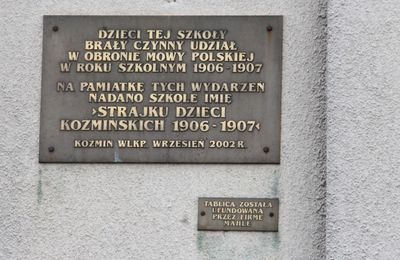 DZIECI TEJ SZKOŁY
BRAŁY CZYNNY UDZIAŁ
W OBRONIE MOWY POLSKIEJ
W ROKU SZKOLNYM 1906-1907
NA PAMIĄTKĘ TYCH WYDARZEŃ
NADANO SZKOLE IMIĘ
›STRAJKU DZIECI
KOŹMIŃSKICH 1906-1907‹
KOŹMIN WLKP. WRZESIEŃ 2002 R.
TABLICA ZOSTAŁA
UFUNDOWANA
PRZEZ FIRMĘ
MAHLE